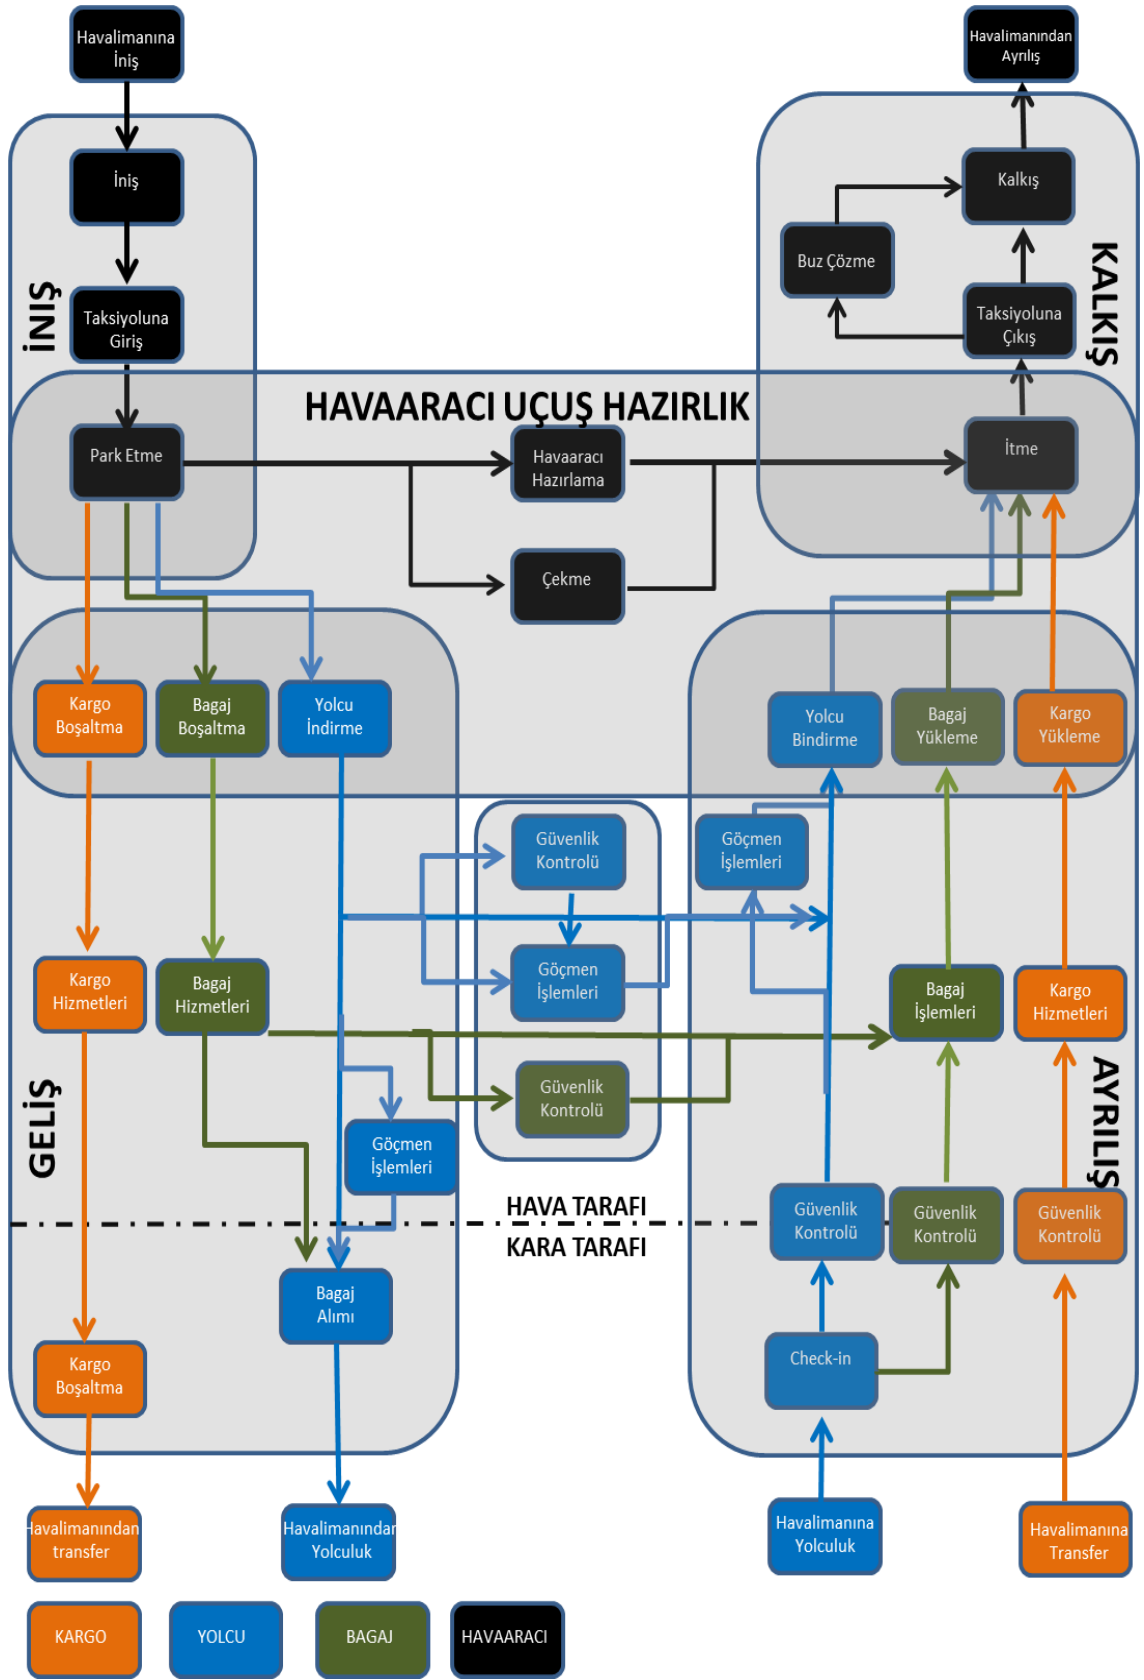 Havalimanına
İniş
Havalimanından
Ayrılış
İniş
Kalkış
Buz Çözme
Taksiyoluna
Giriş
Taksiyoluna
Çıkış
İNİŞ
KALKIŞ
HAVAARACI UÇUŞ HAZIRLIK
Park Etme
Havaaracı
Hazırlama
İtme
Çekme
Kargo
Boşaltma
Bagaj
Boşaltma
Yolcu
İndirme
Yolcu
Bindirme
Bagaj
Yükleme
Kargo
Yükleme
Güvenlik
Kontrolü
Göçmen
İşlemleri
Kargo
Hizmetleri
Bagaj
Hizmetleri
Göçmen
İşlemleri
Bagaj
İşlemleri
Kargo
Hizmetleri
Güvenlik
Kontrolü
GELİŞ
AYRILIŞ
Göçmen
İşlemleri
HAVA TARAFI
KARA TARAFI
Güvenlik
Kontrolü
Güvenlik
Kontrolü
Güvenlik
Kontrolü
Bagaj
Alımı
Kargo
Boşaltma
Check-in
Havalimanından
transfer
Havalimanından
Yolculuk
Havalimanına
Yolculuk
Havalimanına
Transfer
KARGO
YOLCU
BAGAJ
HAVAARACI